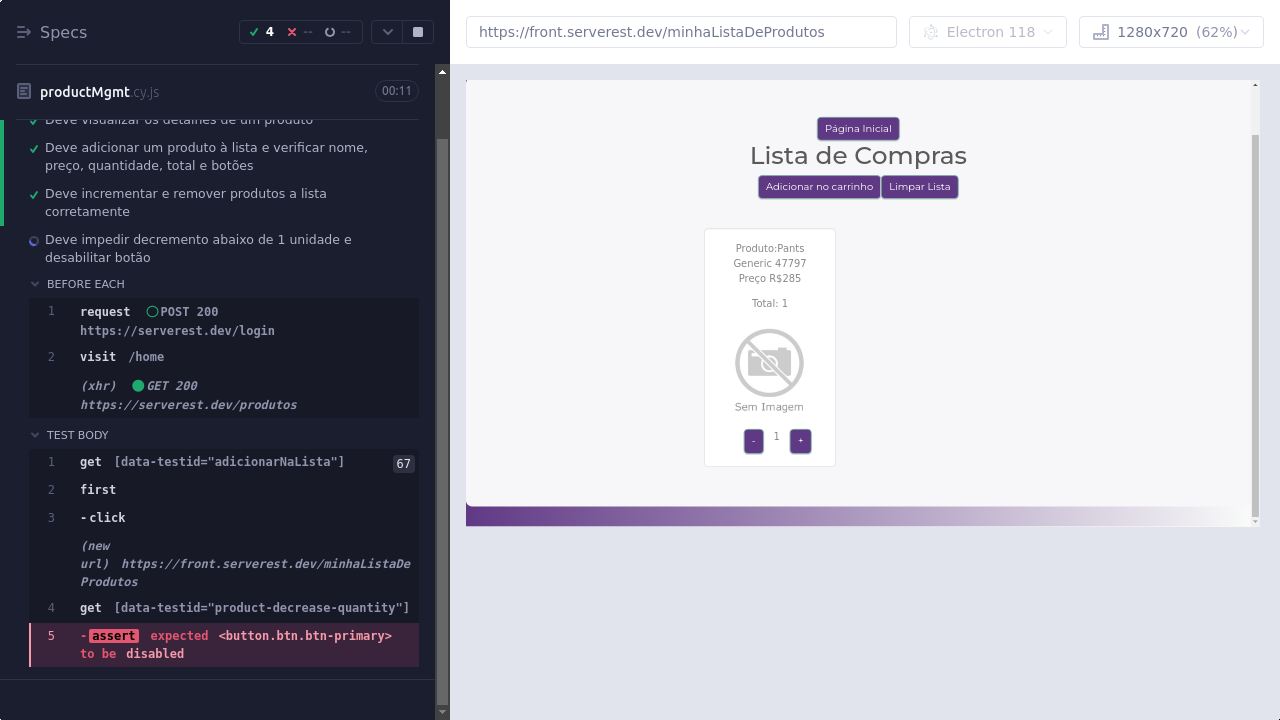 Specs
4
--
--
https://front.serverest.dev/minhaListaDeProdutos
Electron 118
1280x720 (62%)
productMgmt.cy.js
00:11
Deve visualizar os detalhes de um produto
Deve adicionar um produto à lista e verificar nome,
preço, quantidade, total e botões
Deve incrementar e remover produtos a lista
corretamente
Deve impedir decremento abaixo de 1 unidade e
desabilitar botão
BEFORE EACH
1 request POST 200
https://serverest.dev/login
2 visit /home
(xhr) GET 200
https://serverest.dev/produtos
TEST BODY
1 get [data-testid="adicionarNaLista"] 67
2 first
3 -click
(new
url) https://front.serverest.dev/minhaListaDe
Produtos
4 get [data-testid="product-decrease-quantity"]
5 -assert expected <button.btn.btn-primary>
to be disabled
Página Inicial
Lista de Compras
Adicionar no carrinho
Limpar Lista
Produto:Pants
Generic 47797
Preço R$285
Total: 1
Sem Imagem
- 1 +